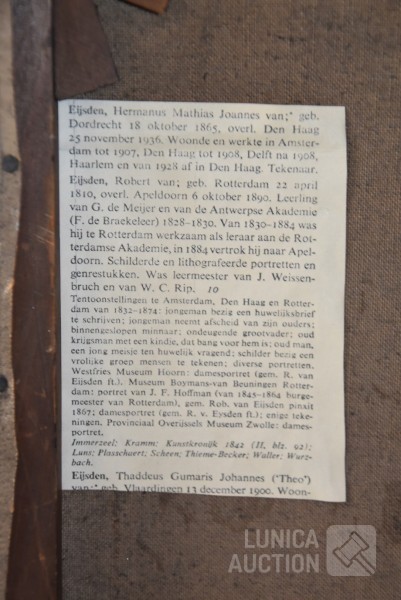 Eijsden, Hermanus Mathias Joannes van;* geb.
Dordrecht 18 oktober 1865, overl. Den Haag
25 november 1936. Woonde en werkte in Amster-
dam tot 1907, Den Haag tot 1908, Delft na 1908,
Haarlem en van 1928 af in Den Haag. Tekenaar.
Eijsden, Robert van; geb. Rotterdam 22 april
1810, overl. Apeldoorn 6 oktober 1890. Leerling
van G. de Meijer en van de Antwerpse Akademie
(F. de Braekeleer) 1828-1830. Van 1830-1884 was
hij te Rotterdam werkzaam als leraar aan de Rot-
terdamse Akademie, in 1884 vertrok hij naar Apel-
doorn. Schilderde en lithografeerde portretten en
genrestukken. Was leermeester van J. Weissen-
bruch en van W. C. Rip. 10
Tentoonstellingen te Amsterdam, Den Haag en Rotter-
dam van 1832-1874: jongeman bezig een huwelijksbrief
te schrijven; jongeman neemt afscheid van zijn ouders;
binnengeslopen minnaar; ondeugende grootvader; oud
krijgsman met een kindje, dat bang voor hem is; oud man,
een jong meisje ten huwelijk vragend; schilder bezig een
vrolijke groep mensen te tekenen; diverse portretten.
Westfries Museum Hoorn: damesportret (gem. R. van
Eijsden ft.). Museum Boymans-van Beuningen Rotter-
dam: portret van J. F. Hoffman (van 1845-1884 burge-
meester van Rotterdam), gem. Rob. van Eijsden pinxit
1867; damesportret (gem. R. v. Eysden ft.); enige teke-
ningen. Provinciaal Overijssels Museum Zwolle: dames-
portret.
Immerzeel; Kramm; Kunstkronijk 1842 (II, blz. 92);
Luns; Plasschaert; Scheen; Thieme-Becker; Waller; Wurz-
bach.
Eijsden, Thaddeus Gumaris Johannes ('Theo')
van;* geb. Vlaardingen 13 december 1900. Woon-
LUNICA
AUCTION